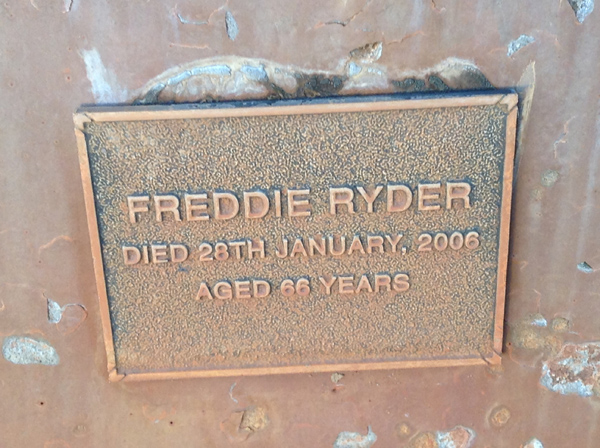 FREDDIE RYDER
DIED 28TH JANUARY, 2006
AGED 66 YEARS